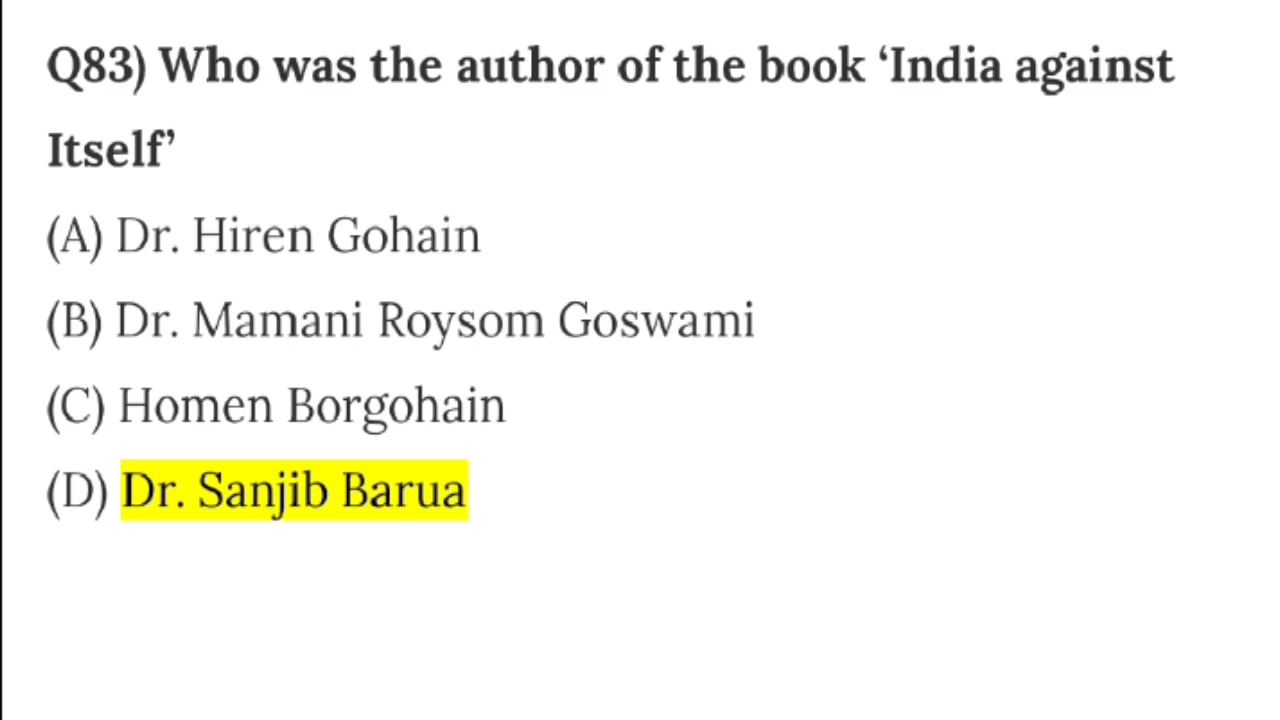 Q83) Who was the author of the book ‘India against
Itself’
(A) Dr. Hiren Gohain
(B) Dr. Mamani Roysom Goswami
(C) Homen Borgohain
(D) Dr. Sanjib Barua